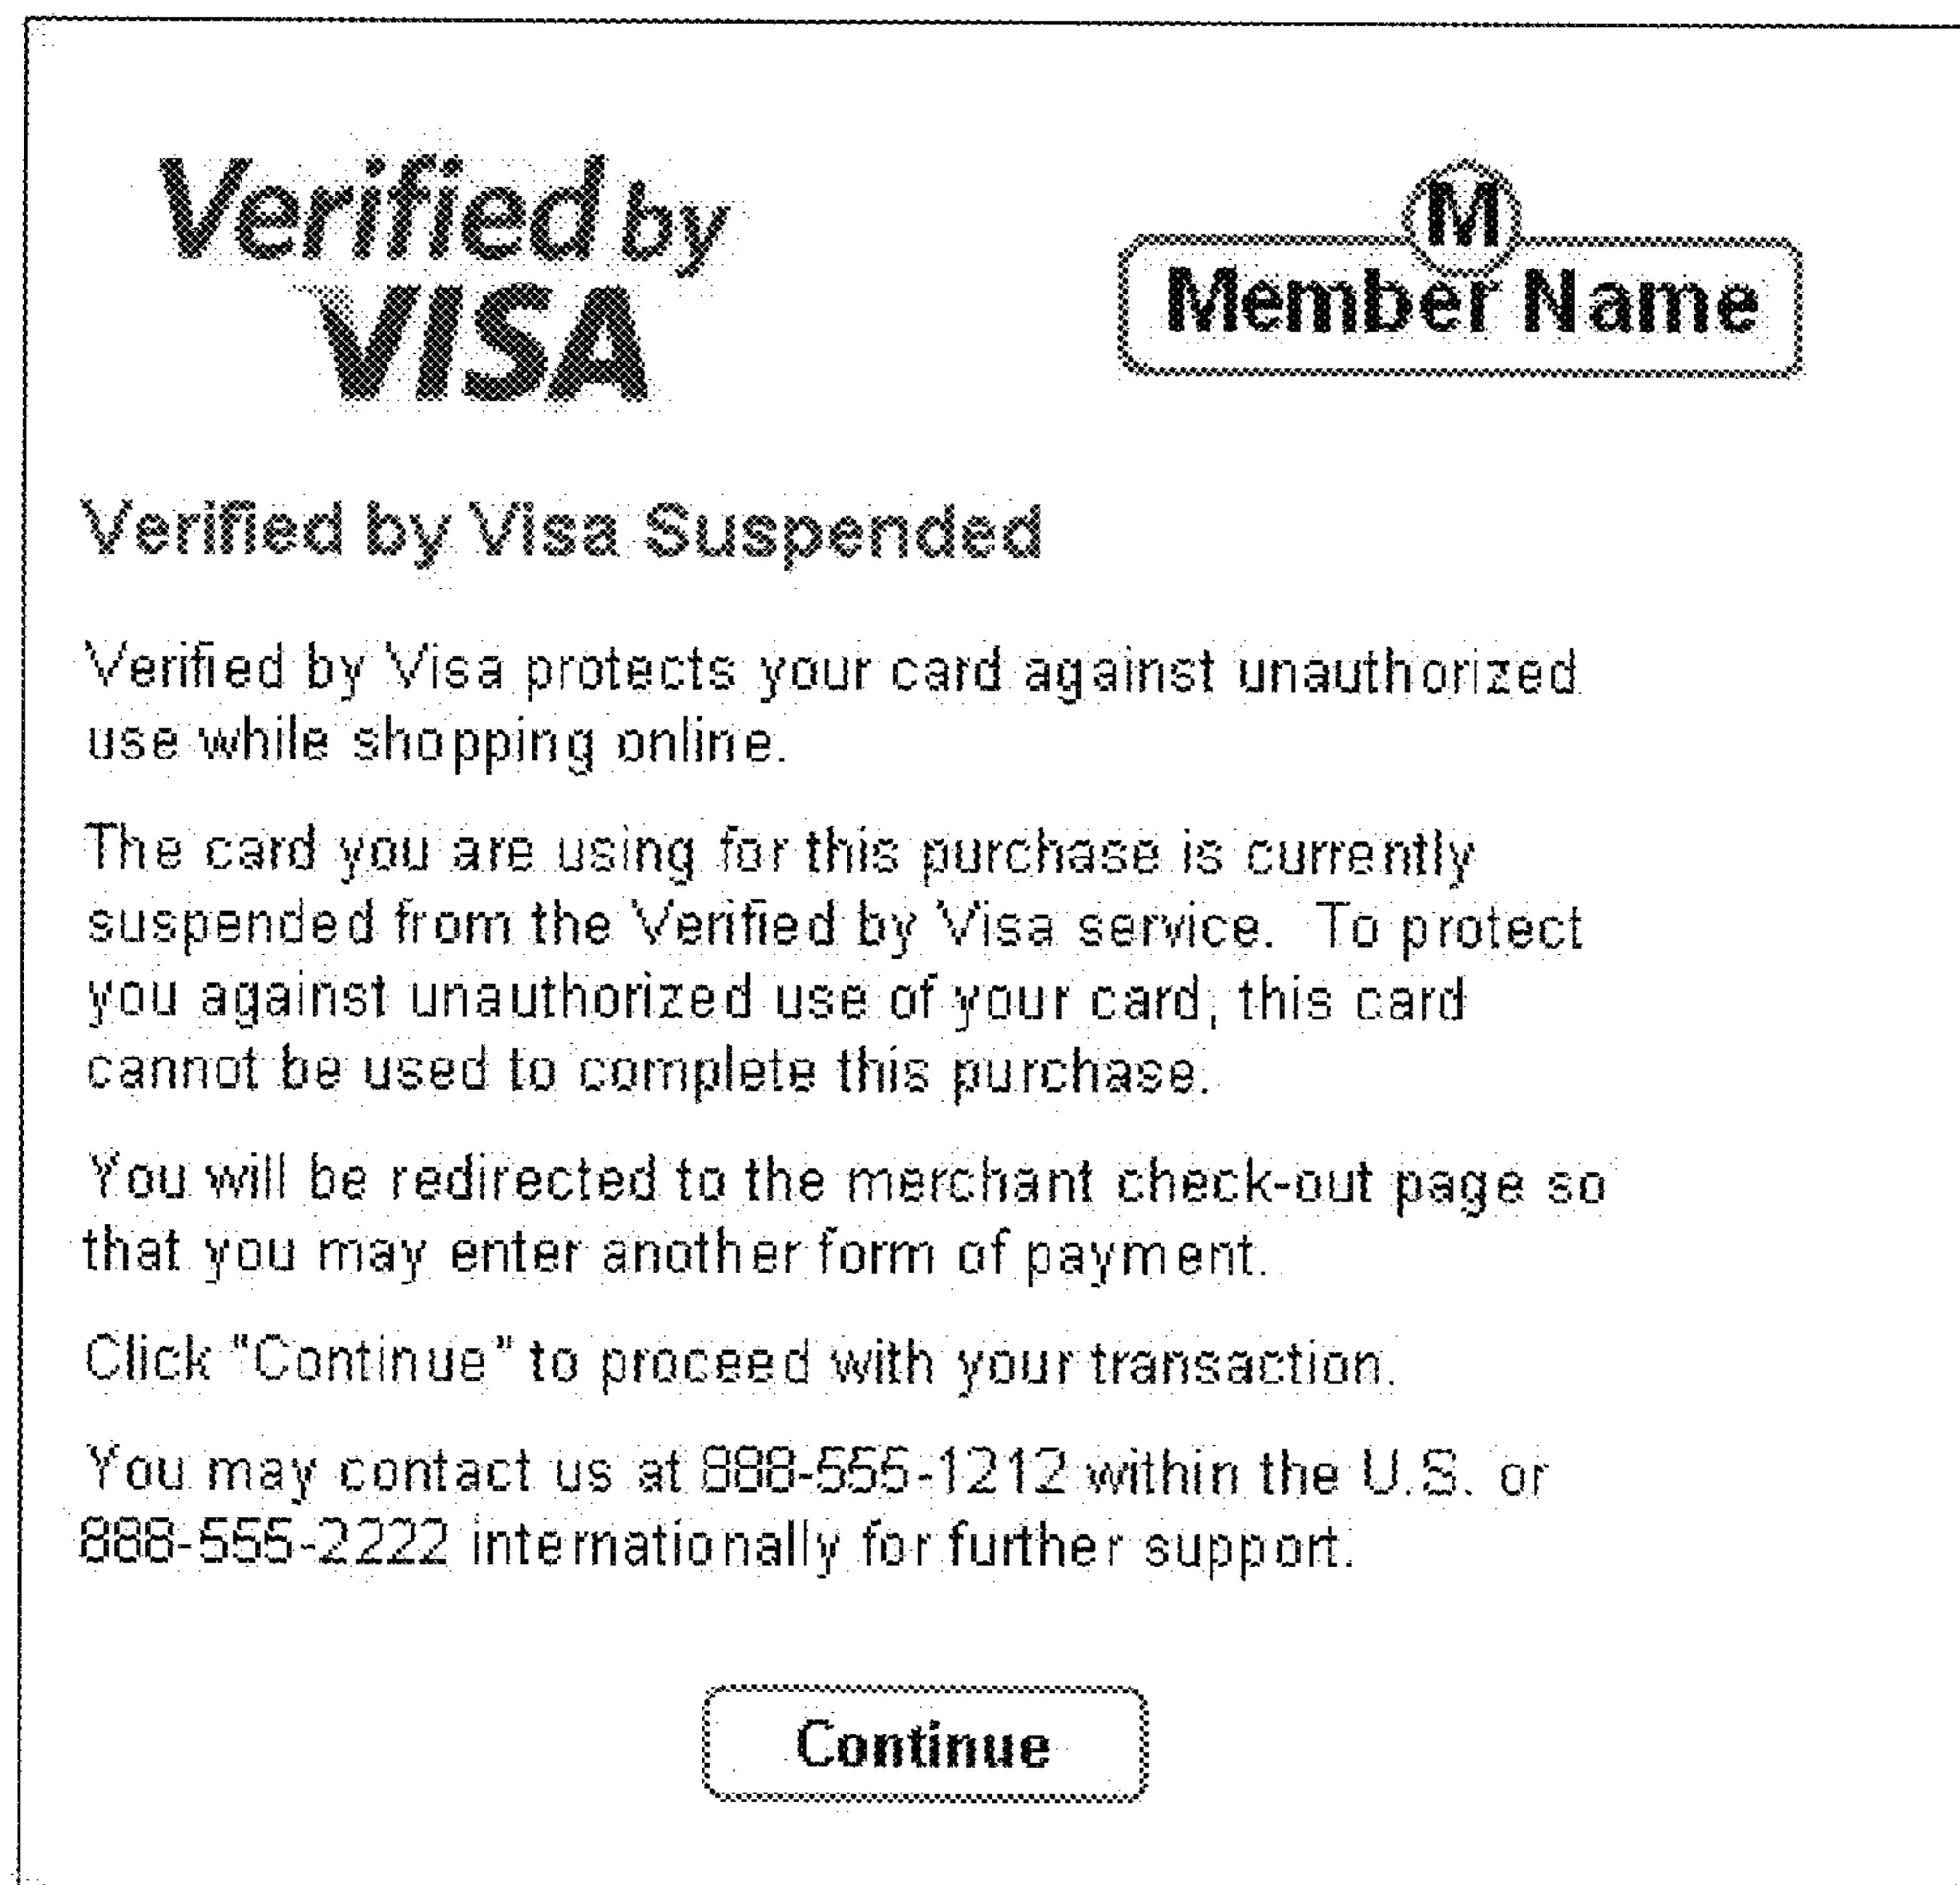 Verified by
VISA
M
Member Name
Verified by Visa Suspended
Verified by Visa protects your card against unauthorized
use while shopping online.
The card you are using for this purchase is currently
suspended from the Verified by Visa service. To protect
you against unauthorized use of your card, this card
cannot be used to complete this purchase.
You will be redirected to the merchant check-out page so
that you may enter another form of payment.
Click "Continue" to proceed with your transaction.
You may contact us at 888-555-1212 within the U.S. or
888-555-2222 internationally for further support.
Continue